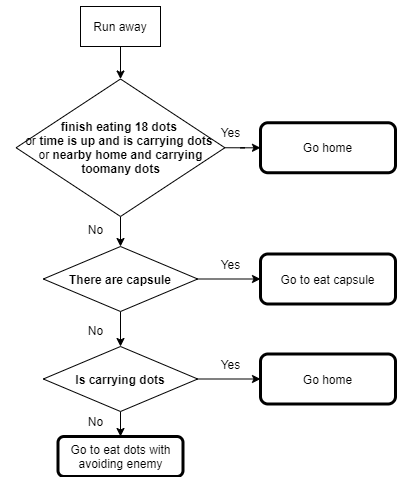 Run away
finish eating 18 dots
or time is up and is carrying dots
or nearby home and carrying
toomany dots
Yes
Go home
No
There are capsule
Yes
Go to eat capsule
No
Is carrying dots
Yes
Go home
No
Go to eat dots with
avoiding enemy